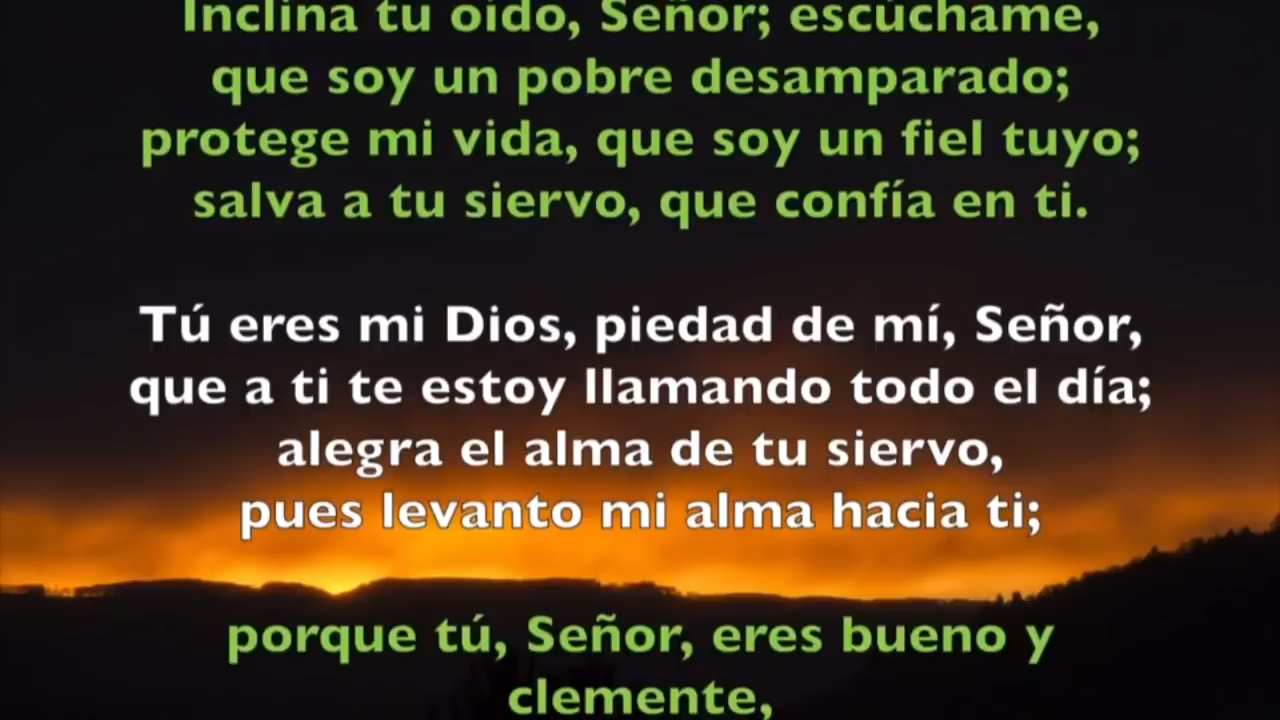 Inclina tu oído, Señor; escúchame,
que soy un pobre desamparado;
protege mi vida, que soy un fiel tuyo;
salva a tu siervo, que confía en ti.
Tú eres mi Dios, piedad de mí, Señor,
que a ti te estoy llamando todo el día;
alegra el alma de tu siervo,
pues levanto mi alma hacia ti;
porque tú, Señor, eres bueno y
clemente,